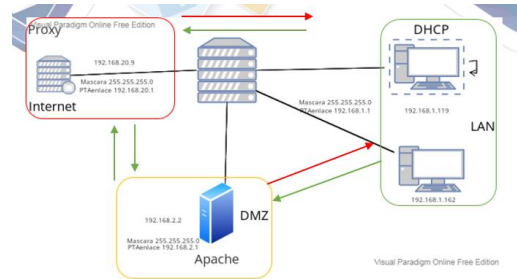 Visual Paradigm Online Free Edition
Proxy
192.168.20.9
Mascara 255.255.255.0
PTAenlace 192.168.20.1
Internet
DHCP
192.168.1.119
Mascara 255.255.255.0
PTAenlace 192.168.1.1
LAN
192.168.1.162
192.168.2.2
DMZ
Mascara 255.255.255.0
PTAenlace 192.168.2.1
Apache
Visual Paradigm Online Free Edition